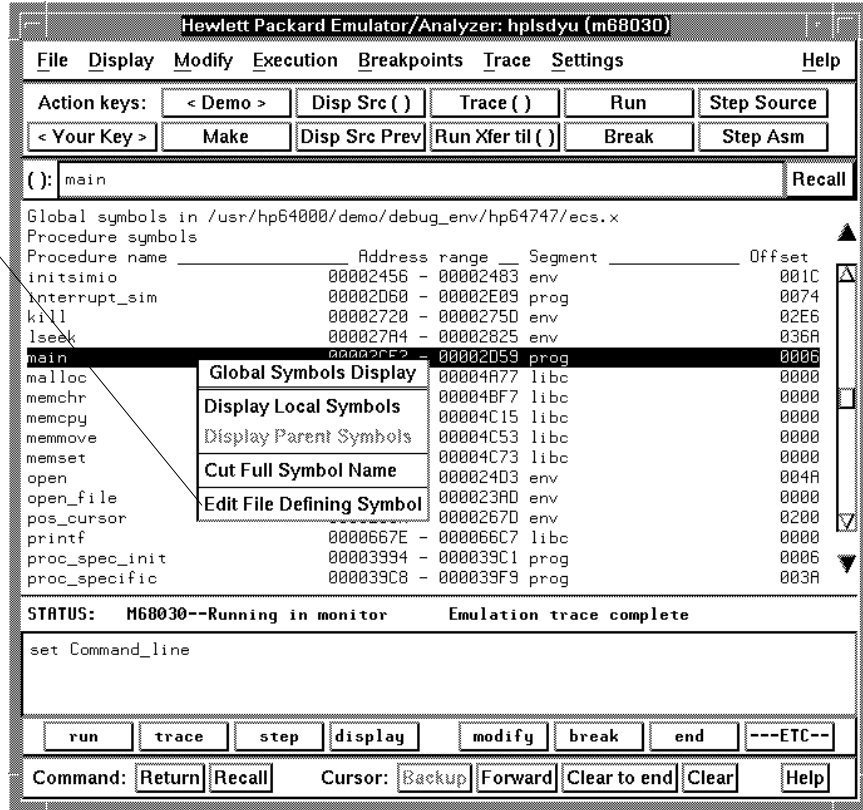 Hewlett Packard Emulator/Analyzer: hplsdyu (m68030)
File Display Modify Execution Breakpoints Trace Settings Help
Action keys: < Demo > Disp Src ( ) Trace ( ) Run Step Source
< Your Key > Make Disp Src Prev Run Xfer til ( ) Break Step Asm
( ): main Recall
Global symbols in /usr/hp64000/demo/debug_env/hp64747/ecs.x
Procedure symbols
Procedure name ____________________ Address range __ Segment _______________ Offset
initsimio 00002456 - 00002483 env 001C
interrupt_sim 00002D60 - 00002E09 prog 0074
kill 00002720 - 0000275D env 02E6
lseek 000027A4 - 00002825 env 036A
main 00002CF2 - 00002D59 prog 0006
malloc 00004A77 libc 0000
memchr 00004BF7 libc 0000
memcpy 00004C15 libc 0000
memmove 00004C53 libc 0000
memset 00004C73 libc 0000
open 000024D3 env 004A
open_file 000023AD env 0000
pos_cursor 0000267D env 0200
printf 0000667E - 000066C7 libc 0000
proc_spec_init 00003994 - 000039C1 prog 0006
proc_specific 000039C8 - 000039F9 prog 003A
Global Symbols Display
Display Local Symbols
Display Parent Symbols
Cut Full Symbol Name
Edit File Defining Symbol
STATUS: M68030--Running in monitor Emulation trace complete
set Command_line
run trace step display modify break end ---ETC--
Command: Return Recall Cursor: Backup Forward Clear to end Clear Help